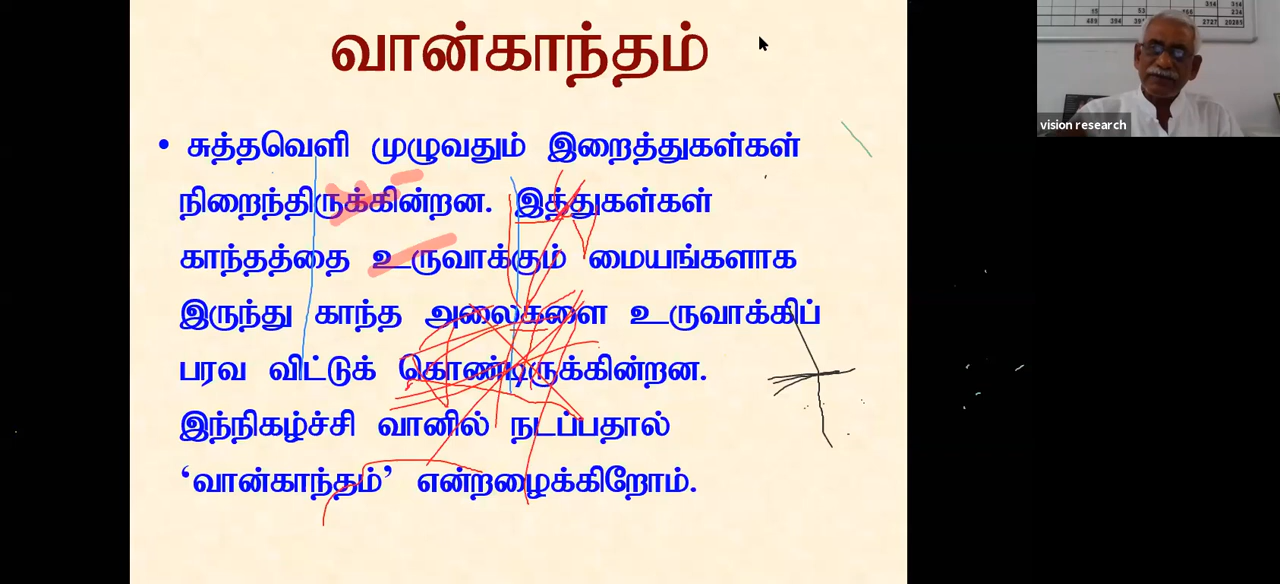 வான்காந்தம்
• சுத்தவெளி முழுவதும் இறைத்துகள்கள்
நிறைந்திருக்கின்றன. இத்துகள்கள்
காந்தத்தை உருவாக்கும் மையங்களாக
இருந்து காந்த அலைகளை உருவாக்கிப்
பரவ விட்டுக் கொண்டிருக்கின்றன.
இந்நிகழ்ச்சி வானில் நடப்பதால்
‘வான்காந்தம்’ என்றழைக்கிறோம்.
vision research